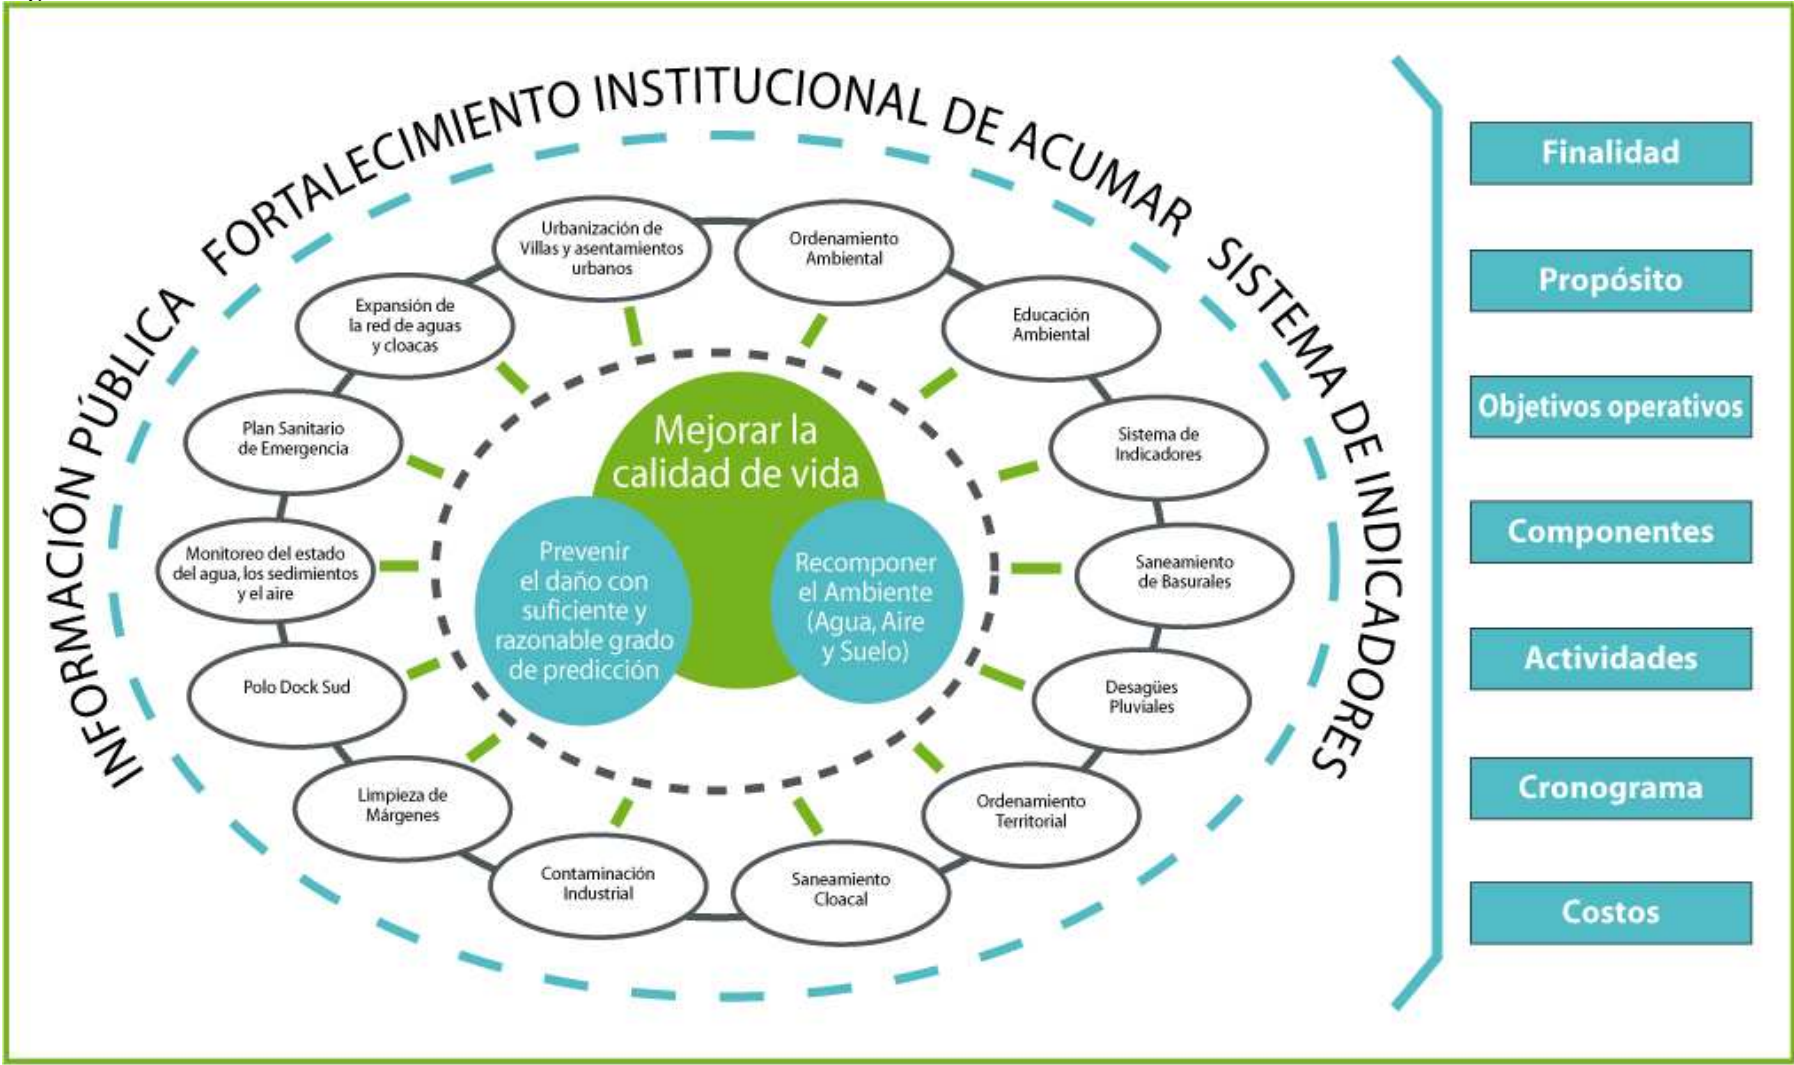 INFORMACIÓN PÚBLICA
FORTALECIMIENTO INSTITUCIONAL DE ACUMAR
SISTEMA DE INDICADORES
Urbanización de
Villas y asentamientos
urbanos
Ordenamiento
Ambiental
Educación
Ambiental
Sistema de
Indicadores
Saneamiento
de Basurales
Desagües
Pluviales
Ordenamiento
Territorial
Saneamiento
Cloacal
Contaminación
Industrial
Limpieza de
Márgenes
Polo Dock Sud
Monitoreo del estado
del agua, los sedimientos
y el aire
Plan Sanitario
de Emergencia
Expansión de
la red de aguas
y cloacas
Mejorar la
calidad de vida
Prevenir
el daño con
suficiente y
razonable grado
de predicción
Recomponer
el Ambiente
(Agua, Aire
y Suelo)
Finalidad
Propósito
Objetivos operativos
Componentes
Actividades
Cronograma
Costos